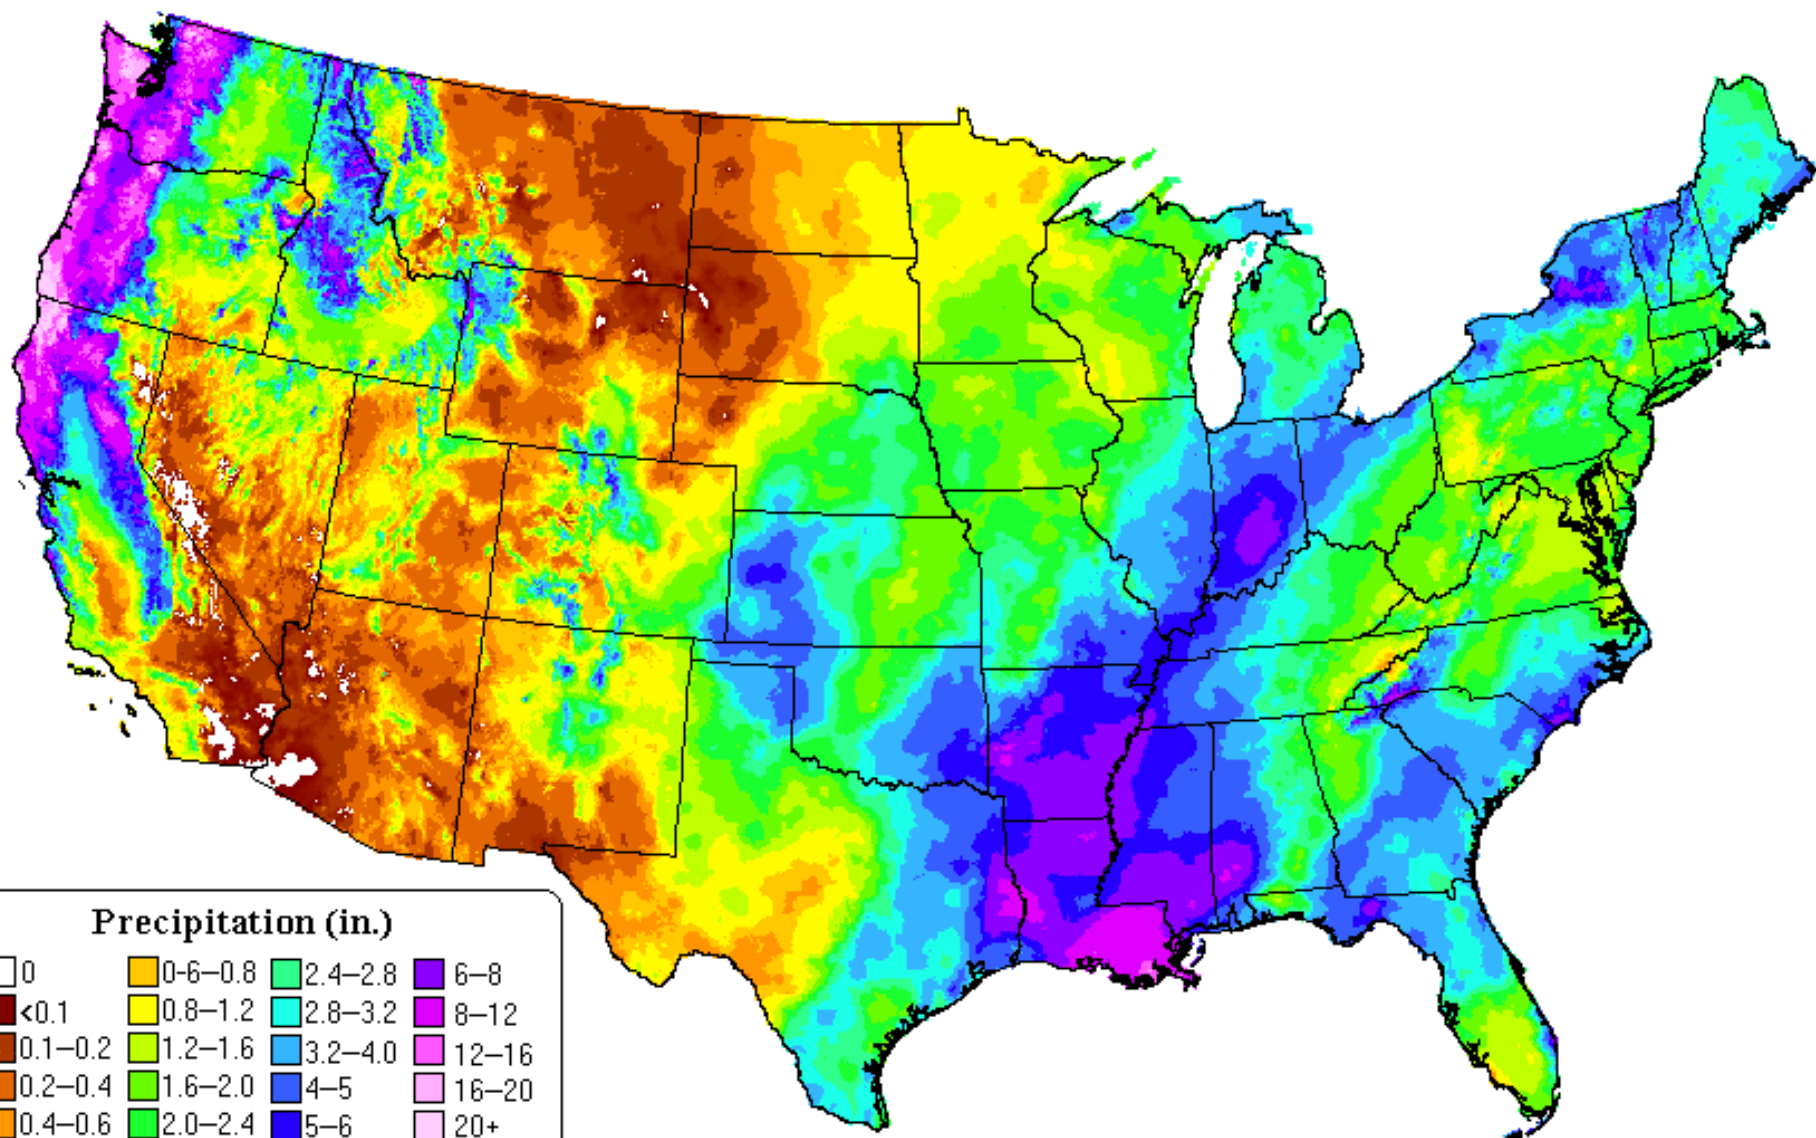 Precipitation (in.)
0 0-6—0.8 2.4—2.8 6—8
<0.1 0.8—1.2 2.8—3.2 8—12
0.1—0.2 1.2—1.6 3.2—4.0 12—16
0.2—0.4 1.6—2.0 4—5 16—20
0.4—0.6 2.0—2.4 5—6 20+